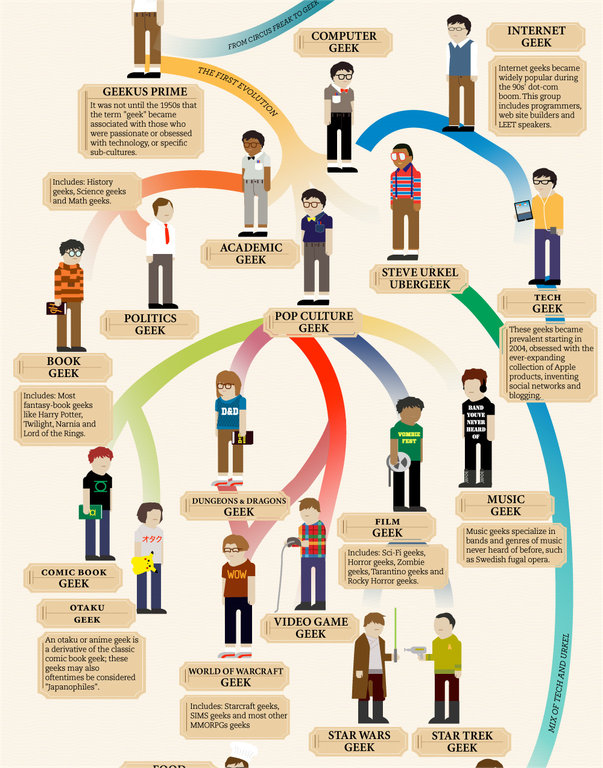 FROM CIRCUS FREAK TO GEEK
THE FIRST EVOLUTION
COMPUTER
GEEK
INTERNET
GEEK
Internet geeks became
widely popular during
the 90s' dot-com
boom. This group
includes programmers,
web site builders and
LEET speakers.
GEEKUS PRIME
It was not until the 1950s that
the term "geek" became
associated with those who
were passionate or obsessed
with technology, or specific
sub-cultures.
Includes: History
geeks, Science geeks
and Math geeks.
ACADEMIC
GEEK
STEVE URKEL
UBERGEEK
TECH
GEEK
These geeks became
prevalent starting in
2004, obsessed with the
ever-expanding
collection of Apple
products, inventing
social networks and
blogging.
POLITICS
GEEK
POP CULTURE
GEEK
BOOK
GEEK
Includes: Most
fantasy-book geeks
like Harry Potter,
Twilight, Narnia and
Lord of the Rings.
D&D
VOMBIE
FEST
BAND
YOU'VE
NEVER
HEARD
OF
DUNGEONS & DRAGONS
GEEK
MUSIC
GEEK
Music geeks specialize in
bands and genres of music
never heard of before, such
as Swedish fugal opera.
FILM
GEEK
Includes: Sci-Fi geeks,
Horror geeks, Zombie
geeks, Tarantino geeks and
Rocky Horror geeks.
オタク
COMIC BOOK
GEEK
WOW
OTAKU
GEEK
An otaku or anime geek is
a derivative of the classic
comic book geek; these
geeks may also
oftentimes be considered
"Japanophiles".
VIDEO GAME
GEEK
WORLD OF WARCRAFT
GEEK
Includes: Starcraft geeks,
SIMS geeks and most other
MMORPGs geeks
STAR WARS
GEEK
STAR TREK
GEEK
MIX OF TECH AND URKEL
FOOD